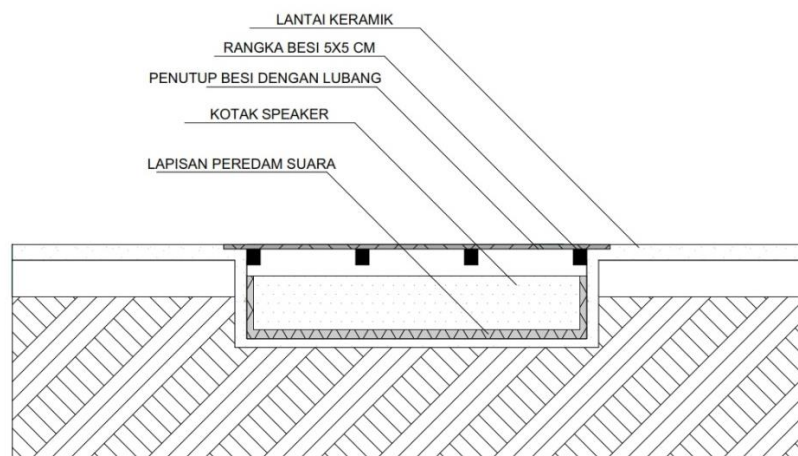 LANTAI KERAMIK
RANGKA BESI 5X5 CM
PENUTUP BESI DENGAN LUBANG
KOTAK SPEAKER
LAPISAN PEREDAM SUARA